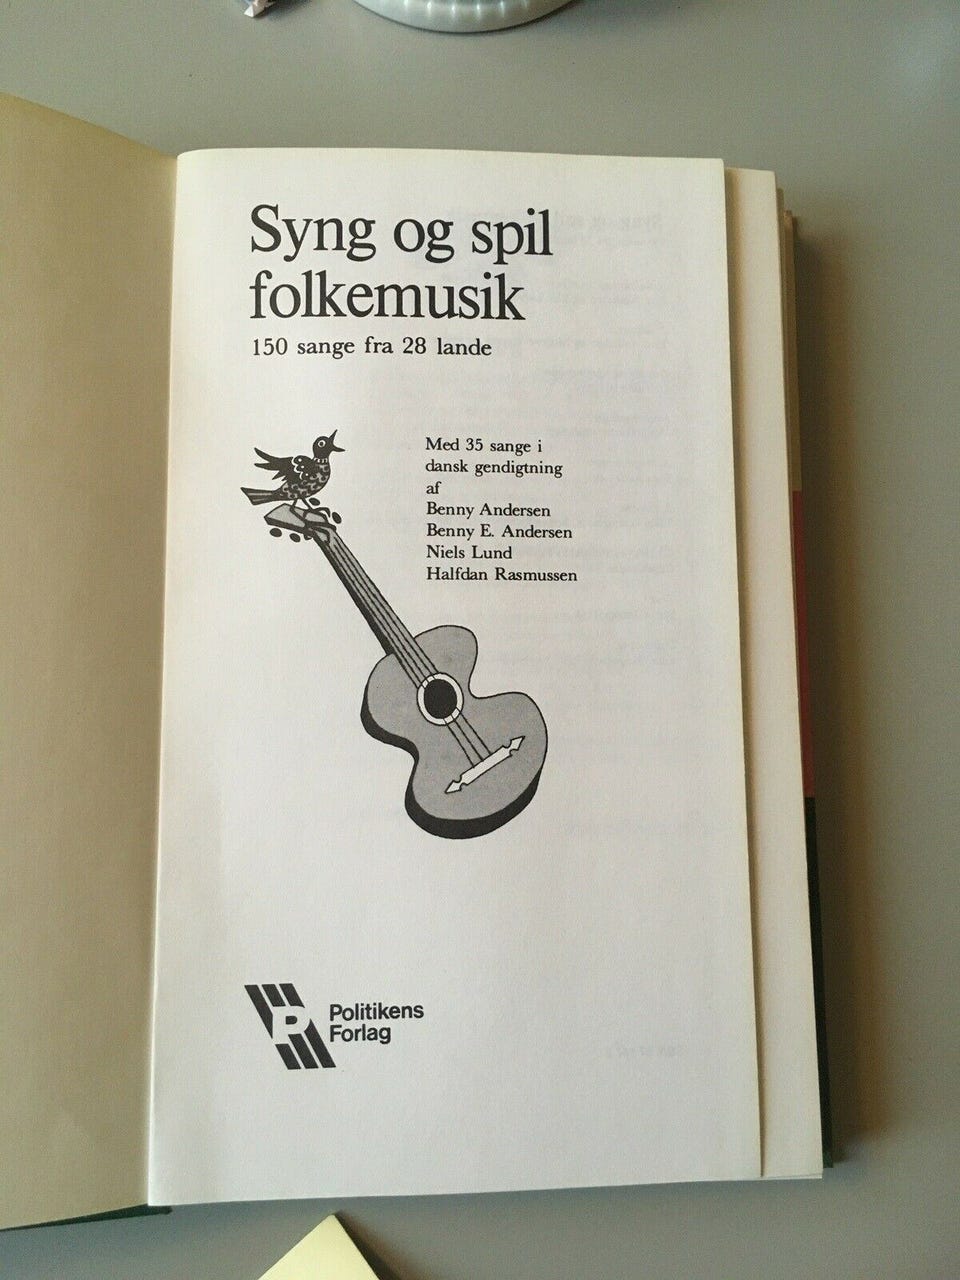 Syng og spil
folkemusik
150 sange fra 28 lande
Med 35 sange i
dansk gendigtning
af
Benny Andersen
Benny E. Andersen
Niels Lund
Halfdan Rasmussen
P
Politikens
Forlag